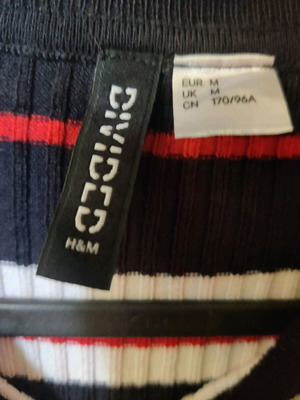 DIVIDED
H&M
EUR M
UK M
CN 170/96A